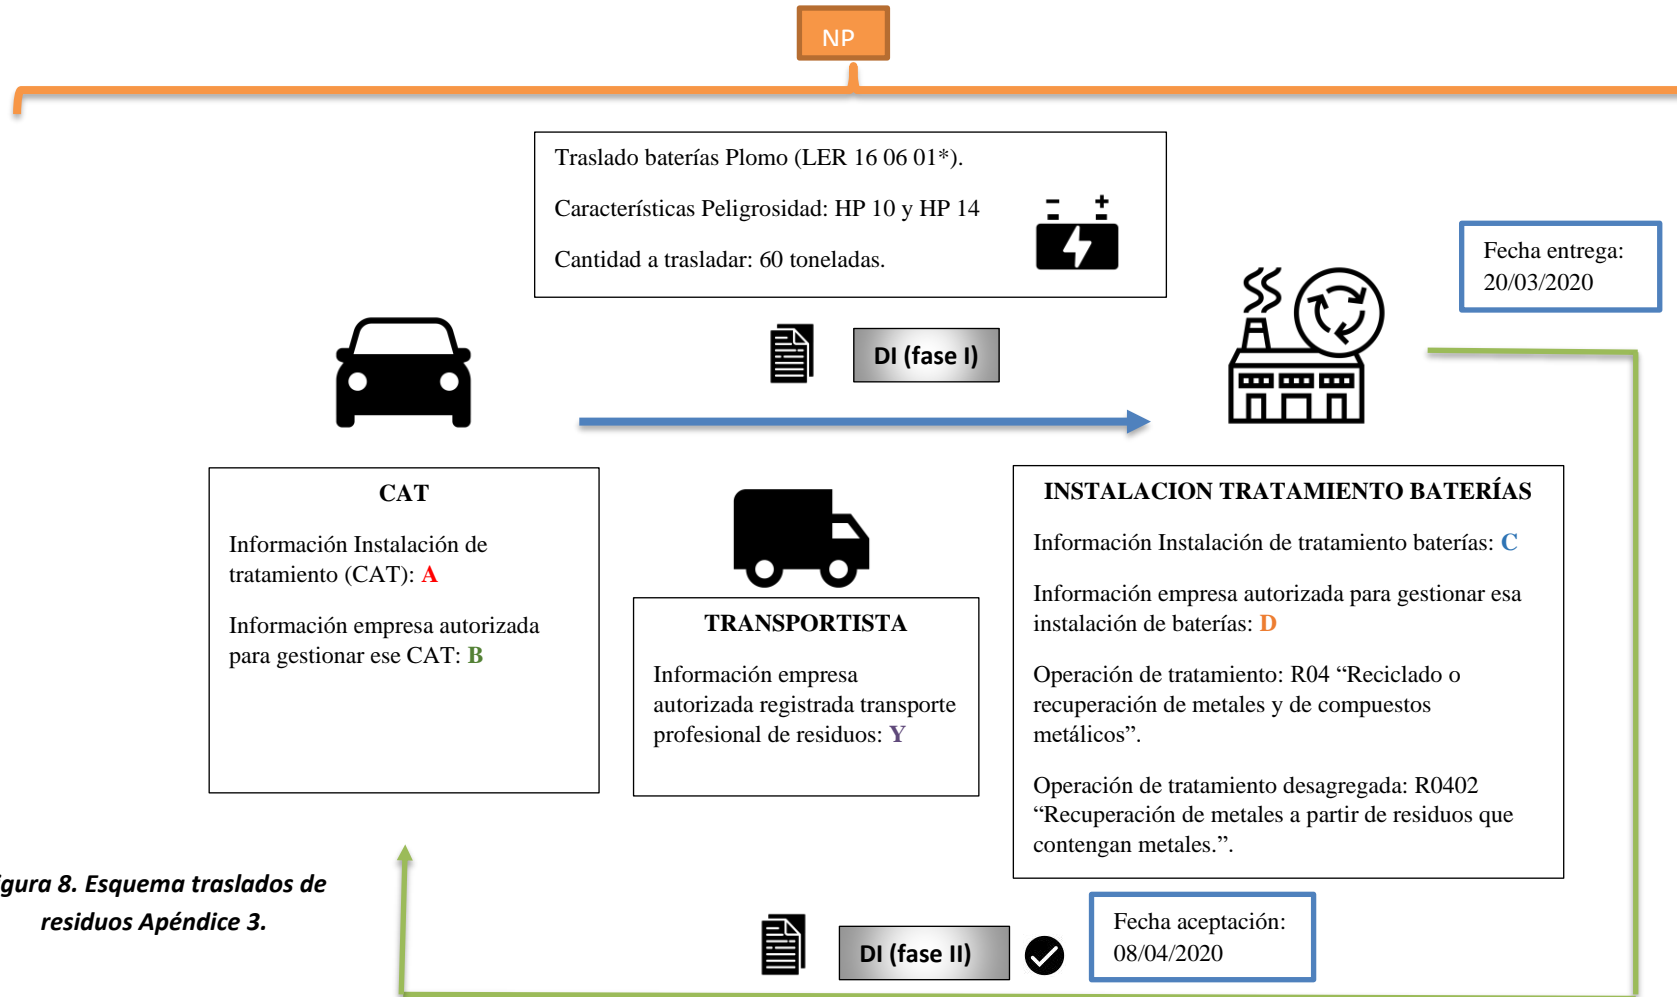 NP
Traslado baterías Plomo (LER 16 06 01*).
Características Peligrosidad: HP 10 y HP 14
Cantidad a trasladar: 60 toneladas.
- +
Fecha entrega:
20/03/2020
DI (fase I)
CAT
Información Instalación de
tratamiento (CAT): A
Información empresa autorizada
para gestionar ese CAT: B
TRANSPORTISTA
Información empresa
autorizada registrada transporte
profesional de residuos: Y
INSTALACION TRATAMIENTO BATERÍAS
Información Instalación de tratamiento baterías: C
Información empresa autorizada para gestionar esa
instalación de baterías: D
Operación de tratamiento: R04 “Reciclado o
recuperación de metales y de compuestos
metálicos”.
Operación de tratamiento desagregada: R0402
“Recuperación de metales a partir de residuos que
contengan metales.”.
igura 8. Esquema traslados de
residuos Apéndice 3.
DI (fase II)
Fecha aceptación:
08/04/2020